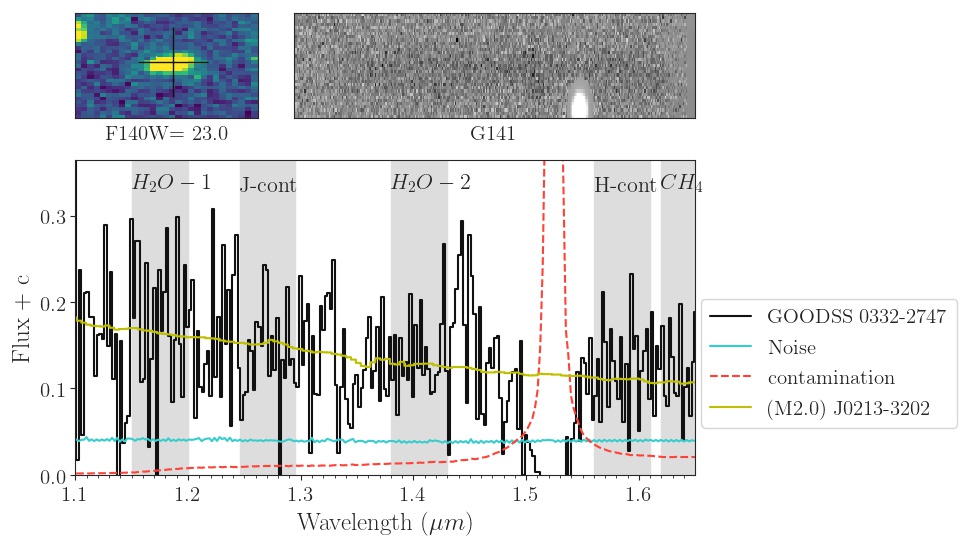 F140W= 23.0
G141
H₂O − 1
J-cont
H₂O − 2
H-cont
CH₄
Flux + c
0.3
0.2
0.1
0.0
1.1
1.2
1.3
1.4
1.5
1.6
Wavelength (μm)
GOODSS 0332-2747
Noise
contamination
(M2.0) J0213-3202